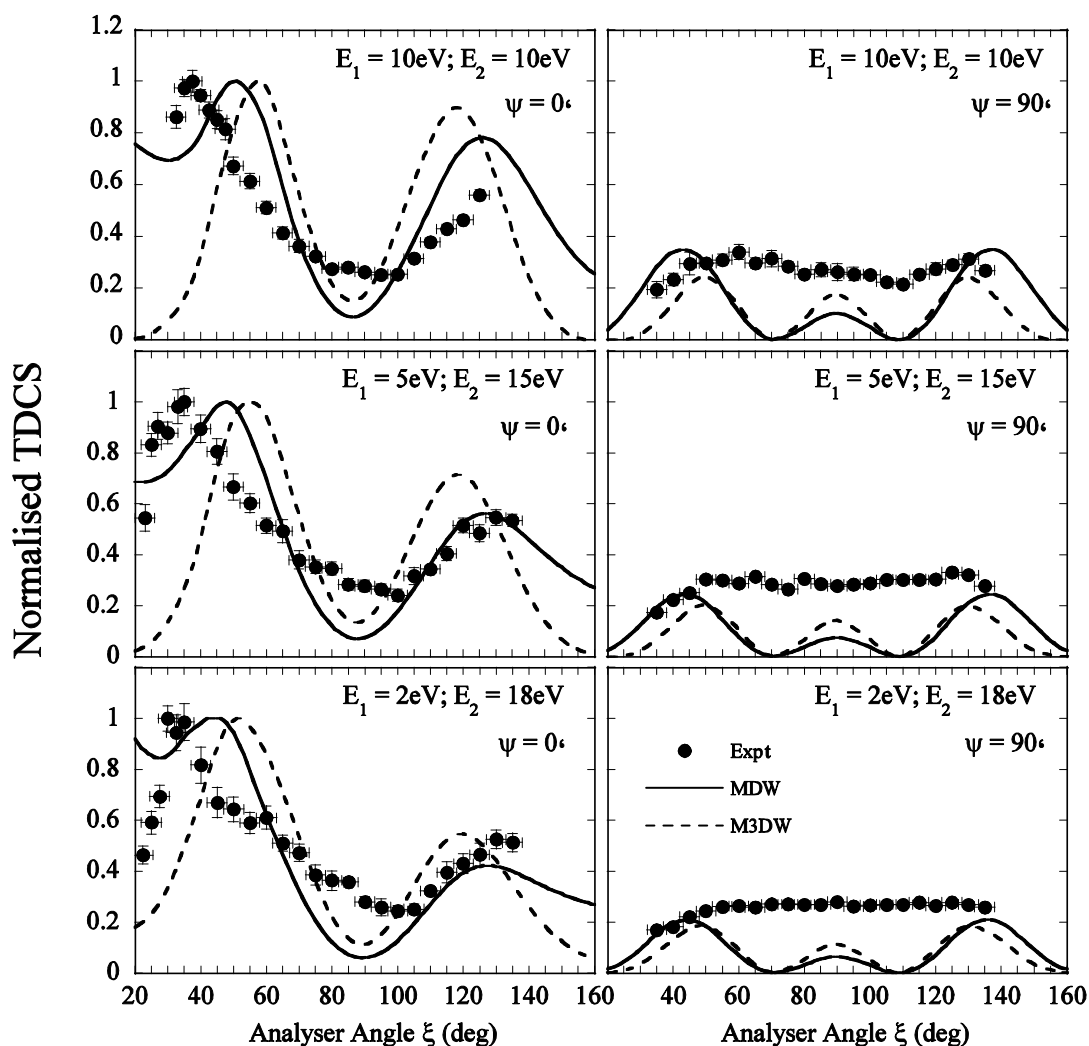 1.2
1
0.8
0.6
0.4
0.2
0
E1 = 10eV; E2 = 10eV
ψ = 0‘
E1 = 10eV; E2 = 10eV
ψ = 90‘
Normalised TDCS
1
0.8
0.6
0.4
0.2
0
E1 = 5eV; E2 = 15eV
ψ = 0‘
E1 = 5eV; E2 = 15eV
ψ = 90‘
1
0.8
0.6
0.4
0.2
0
E1 = 2eV; E2 = 18eV
ψ = 0‘
E1 = 2eV; E2 = 18eV
ψ = 90‘
Expt
MDW
M3DW
20 40 60 80 100 120 140 160
40 60 80 100 120 140 160
Analyser Angle ξ (deg)
Analyser Angle ξ (deg)